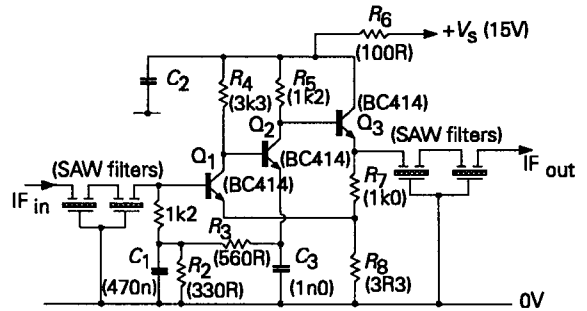 R6
+Vs (15V)
(100R)
C2
R4
(3k3)
R5
(1k2)
(BC414)
Q3
Q2
(SAW filters)
(SAW filters)
Q1
(BC414)
IF out
IF in
(BC414)
R7
(1k0)
1k2
R3
(560R)
C1
R2
C3
R8
(470n)
(330R)
(1n0)
(3R3)
0V